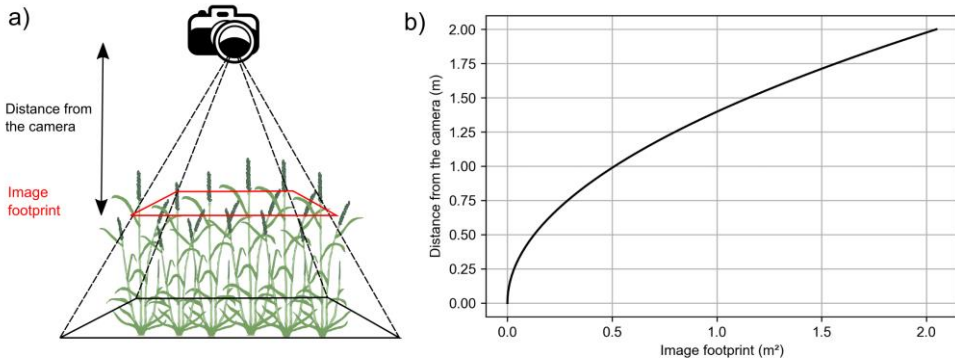 a)
Distance from
the camera
Image
footprint
b)
Distance from the camera (m)
2.00
1.75
1.50
1.25
1.00
0.75
0.50
0.25
0.00
0.0 0.5 1.0 1.5 2.0
Image footprint (m²)